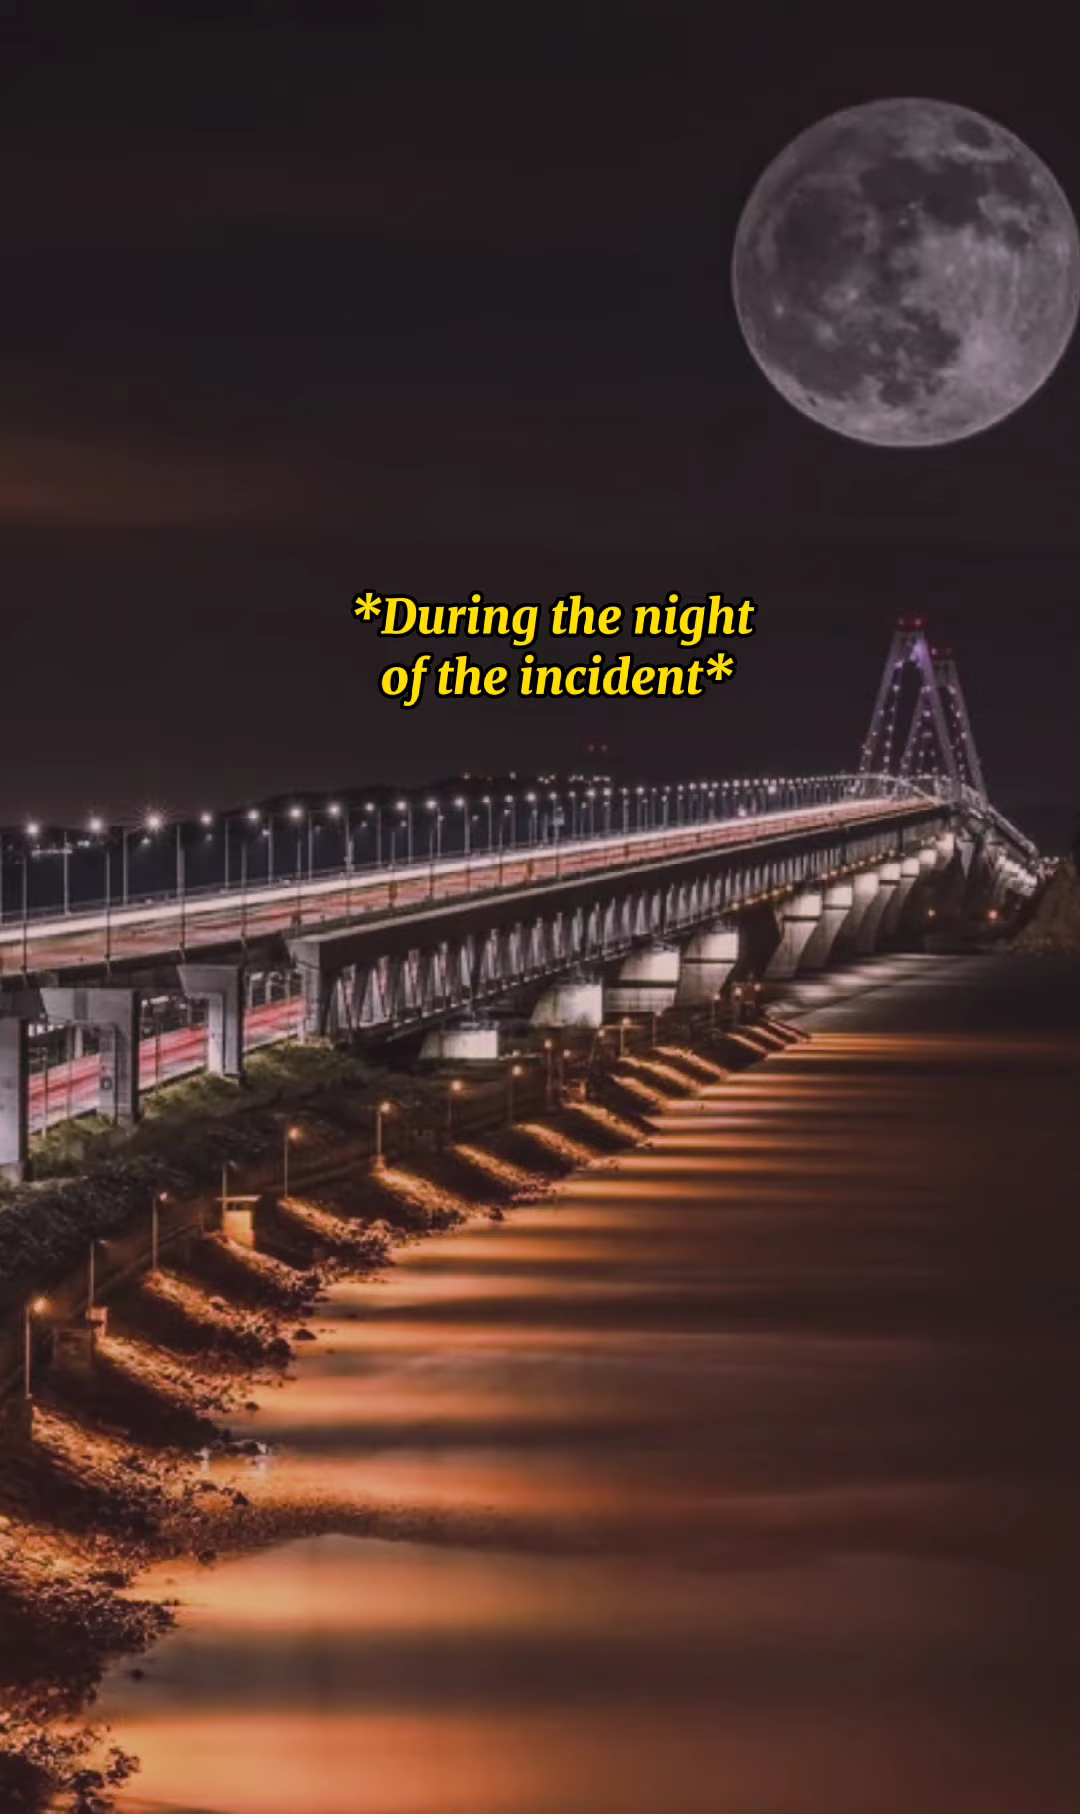 *During the night
of the incident*